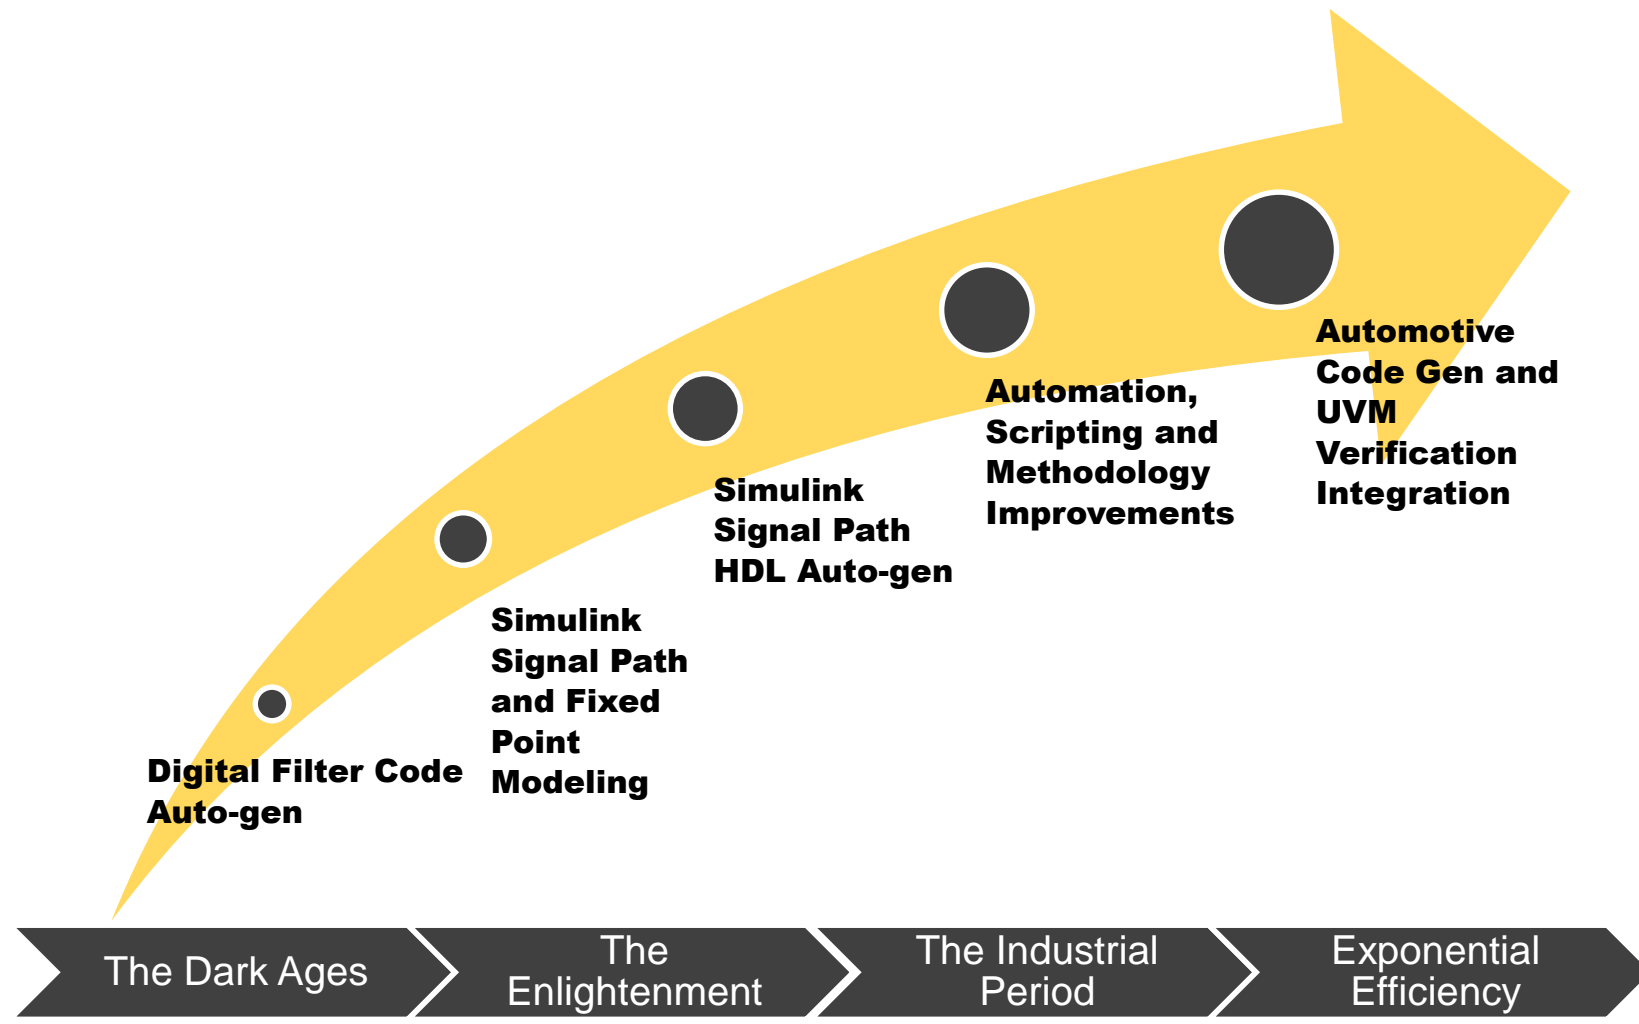 Digital Filter Code
Auto-gen
Simulink
Signal Path
and Fixed
Point
Modeling
Simulink
Signal Path
HDL Auto-gen
Automation,
Scripting and
Methodology
Improvements
Automotive
Code Gen and
UVM
Verification
Integration
The Dark Ages
The
Enlightenment
The Industrial
Period
Exponential
Efficiency